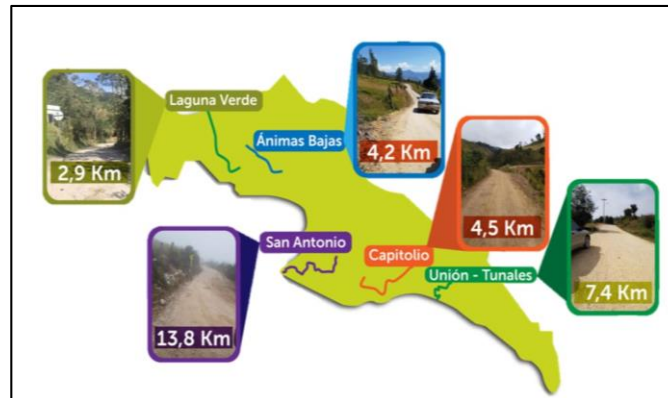 Laguna Verde
2,9 Km
Ánimas Bajas
4,2 Km
4,5 Km
San Antonio
Capitolio
Unión - Tunales
13,8 Km
7,4 Km